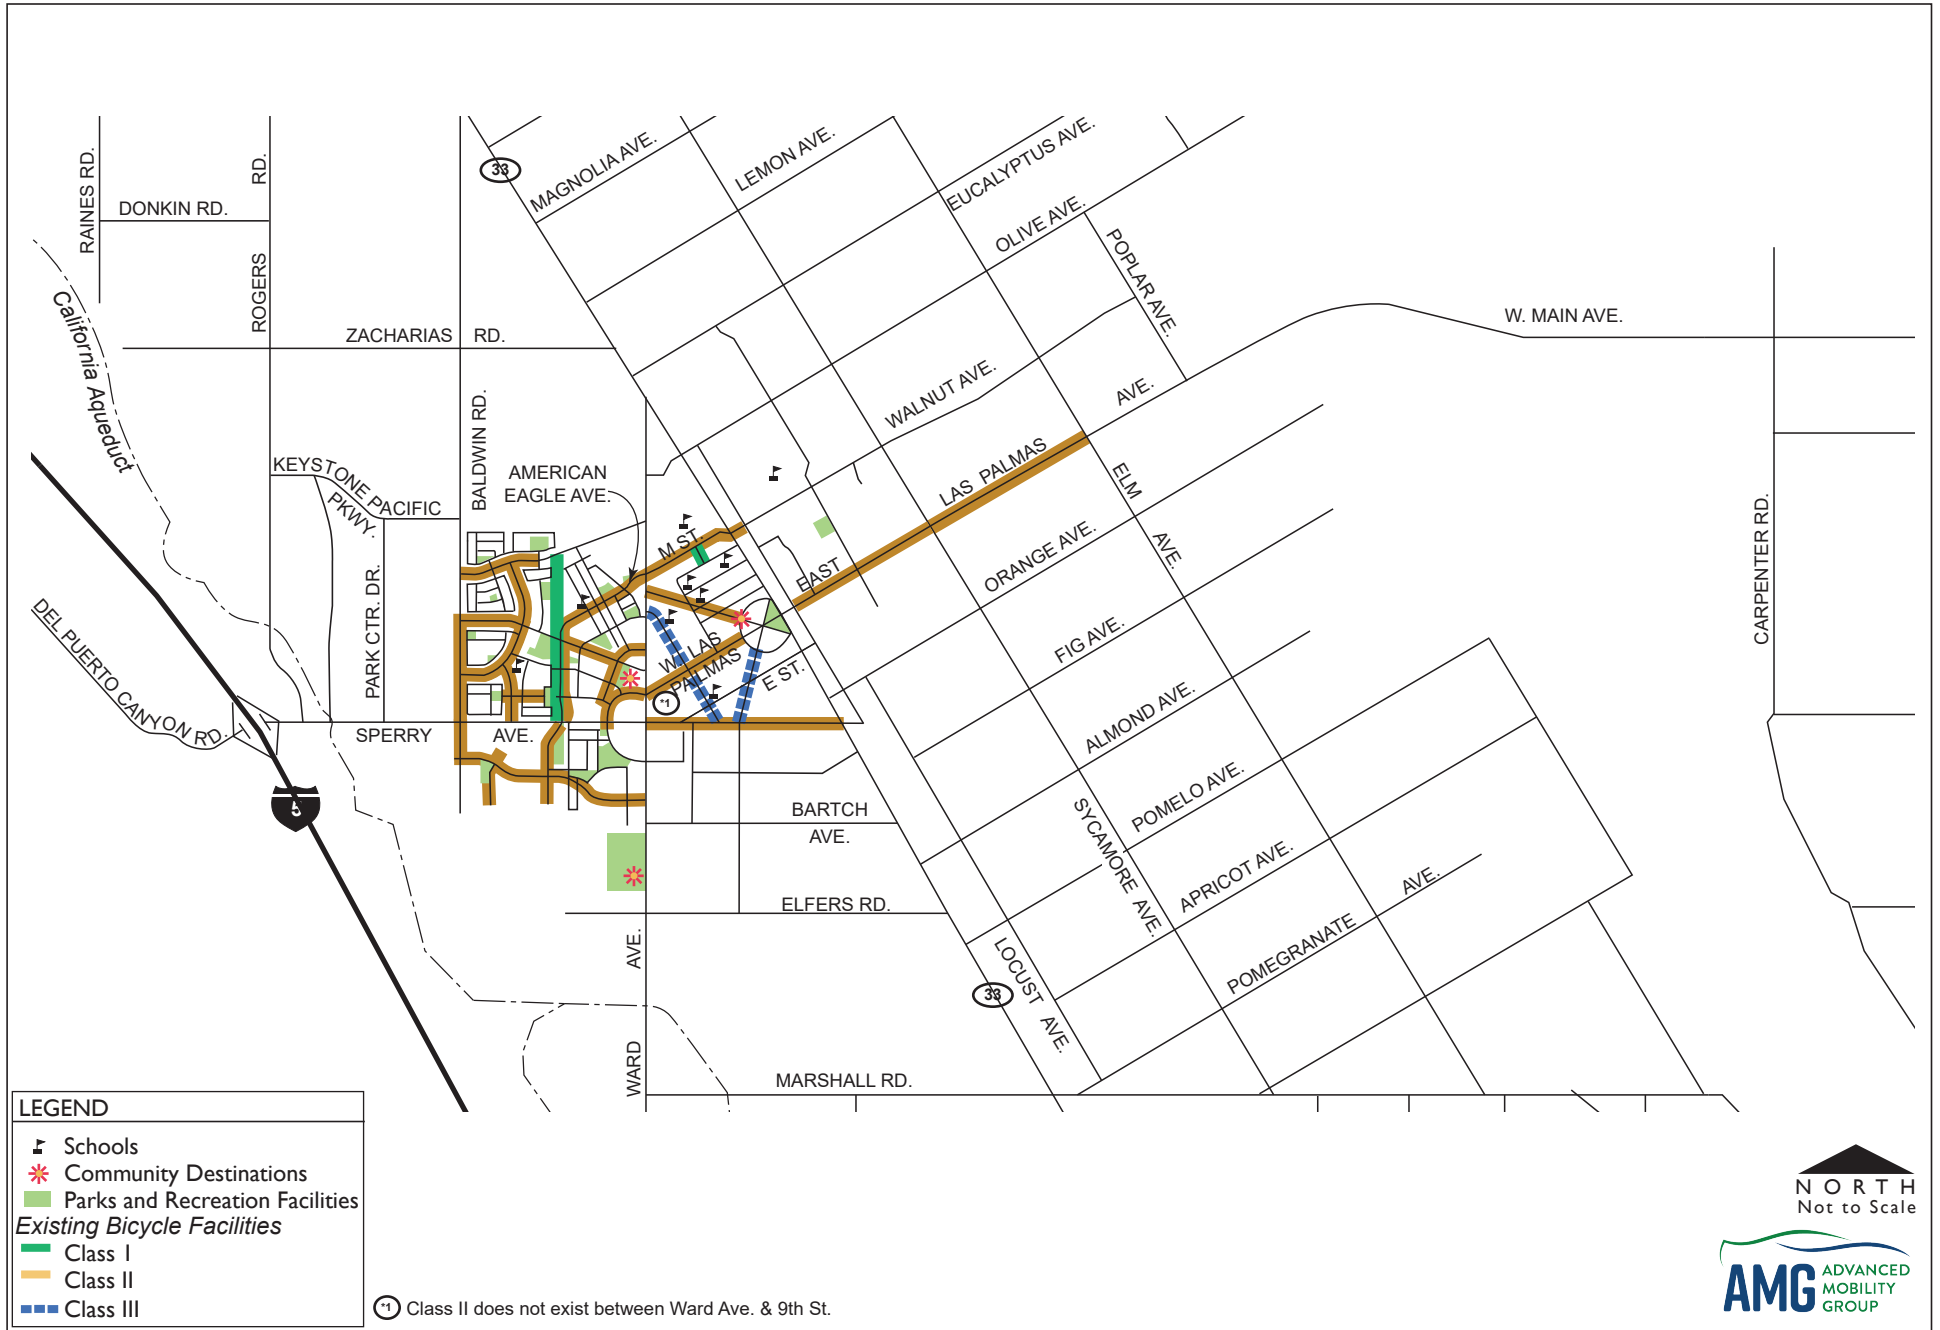 MAGNOLIA AVE.
LEMON AVE.
EUCALYPTUS AVE.
RAINES RD.
RD.
33
DONKIN RD.
OLIVE AVE.
POPLAR AVE.
ROGERS
California Aqueduct
ZACHARIAS RD.
W. MAIN AVE.
WALNUT AVE.
AVE.
BALDWIN RD.
KEYSTONE PACIFIC
PKWY.
AMERICAN
EAGLE AVE.
LAS PALMAS
ELM
AVE.
CARPENTER RD.
M ST.
EAST
ORANGE AVE.
PARK CTR. DR.
DEL PUERTO CANYON RD.
W. LAS
PALMAS
E ST.
*1
FIG AVE.
SPERRY AVE.
ALMOND AVE.
5
BARTCH
AVE.
POMELO AVE.
SYCAMORE AVE.
APRICOT AVE.
AVE.
ELFERS RD.
POMEGRANATE
AVE.
WARD
33
LOCUST AVE.
MARSHALL RD.
LEGEND
Schools
Community Destinations
Parks and Recreation Facilities
Existing Bicycle Facilities
Class I
Class II
Class III
*1 Class II does not exist between Ward Ave. & 9th St.
NORTH
Not to Scale
AMG
ADVANCED
MOBILITY
GROUP